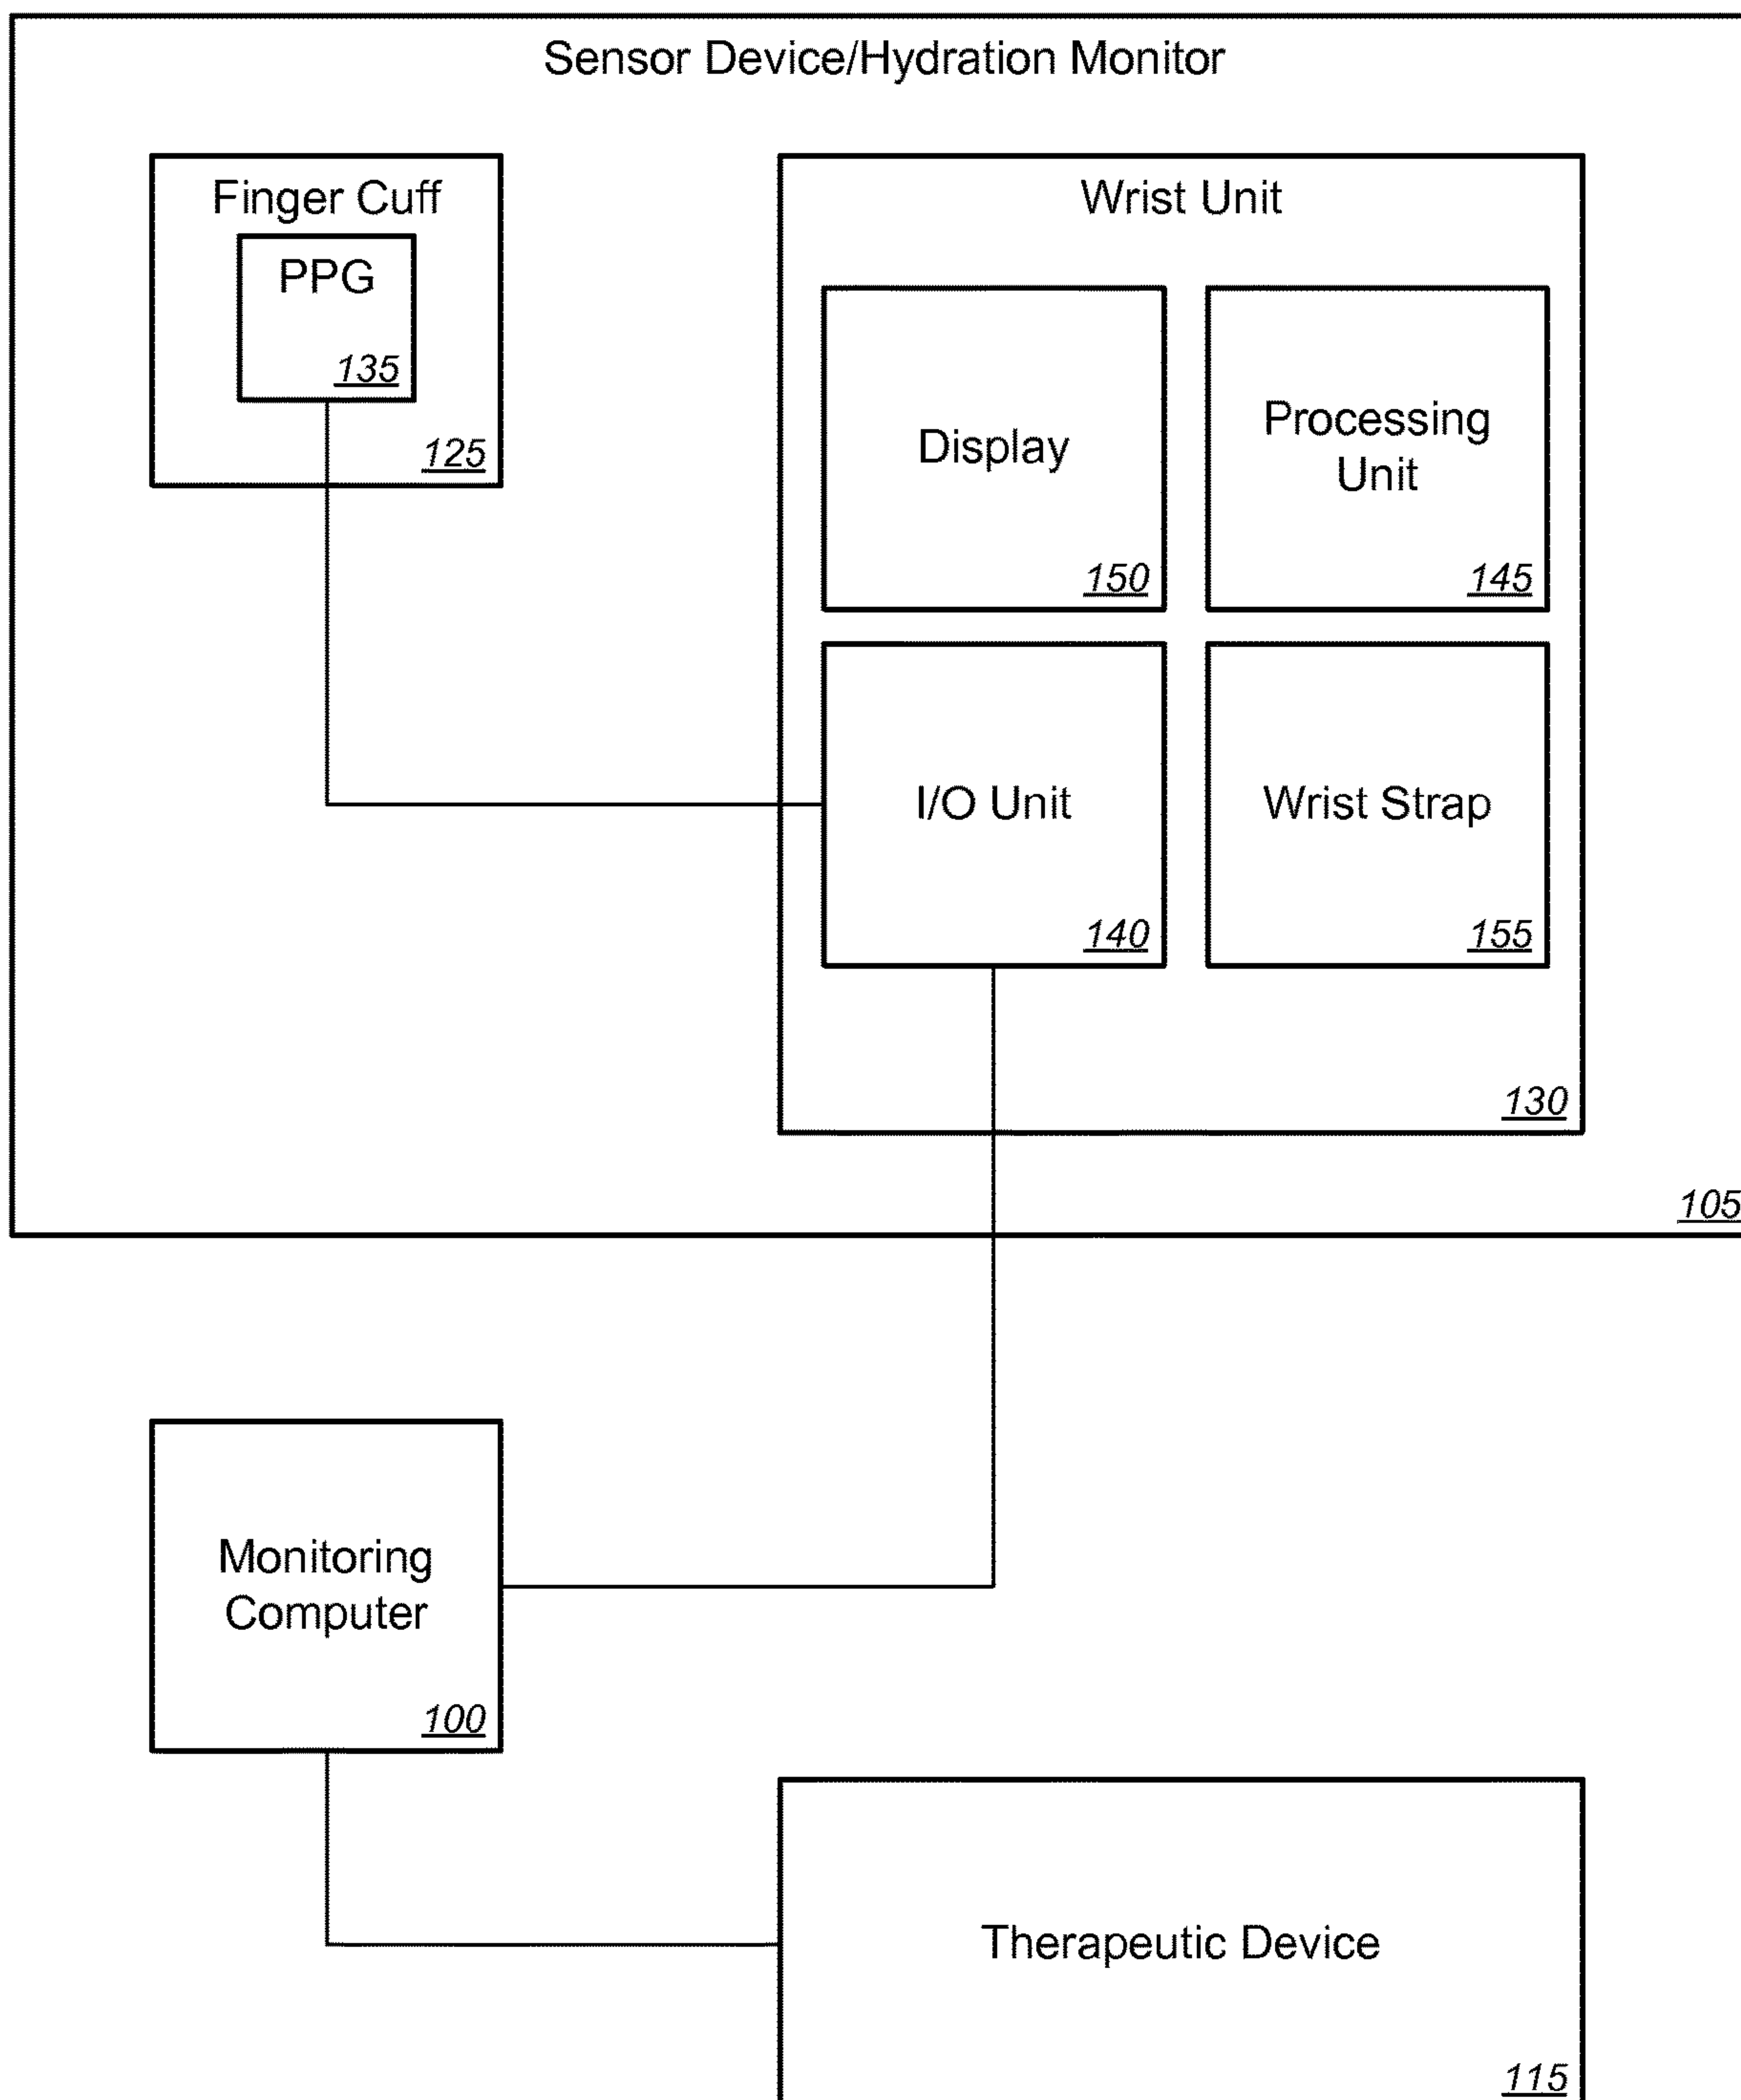 Sensor Device/Hydration Monitor
Finger Cuff
PPG
135
125
Wrist Unit
Display
150
Processing
Unit
145
I/O Unit
140
Wrist Strap
155
130
105
Monitoring
Computer
100
Therapeutic Device
115